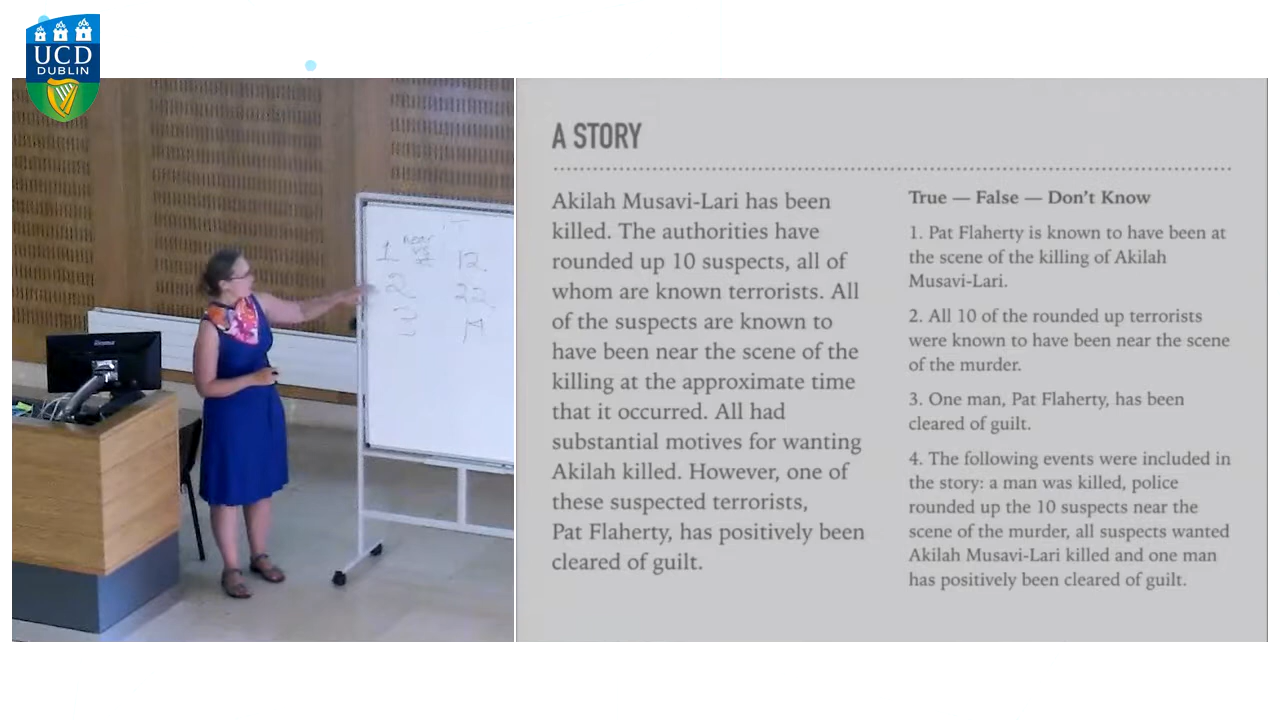 UCD
DUBLIN
A STORY
Akilah Musavi-Lari has been
killed. The authorities have
rounded up 10 suspects, all of
whom are known terrorists. All
of the suspects are known to
have been near the scene of the
killing at the approximate time
that it occurred. All had
substantial motives for wanting
Akilah killed. However, one of
these suspected terrorists,
Pat Flaherty, has positively been
cleared of guilt.
True — False — Don't Know
1. Pat Flaherty is known to have been at
the scene of the killing of Akilah
Musavi-Lari.
2. All 10 of the rounded up terrorists
were known to have been near the scene
of the murder.
3. One man, Pat Flaherty, has been
cleared of guilt.
4. The following events were included in
the story: a man was killed, police
rounded up the 10 suspects near the
scene of the murder, all suspects wanted
Akilah Musavi-Lari killed and one man
has positively been cleared of guilt.
1 near 12
2 22
3